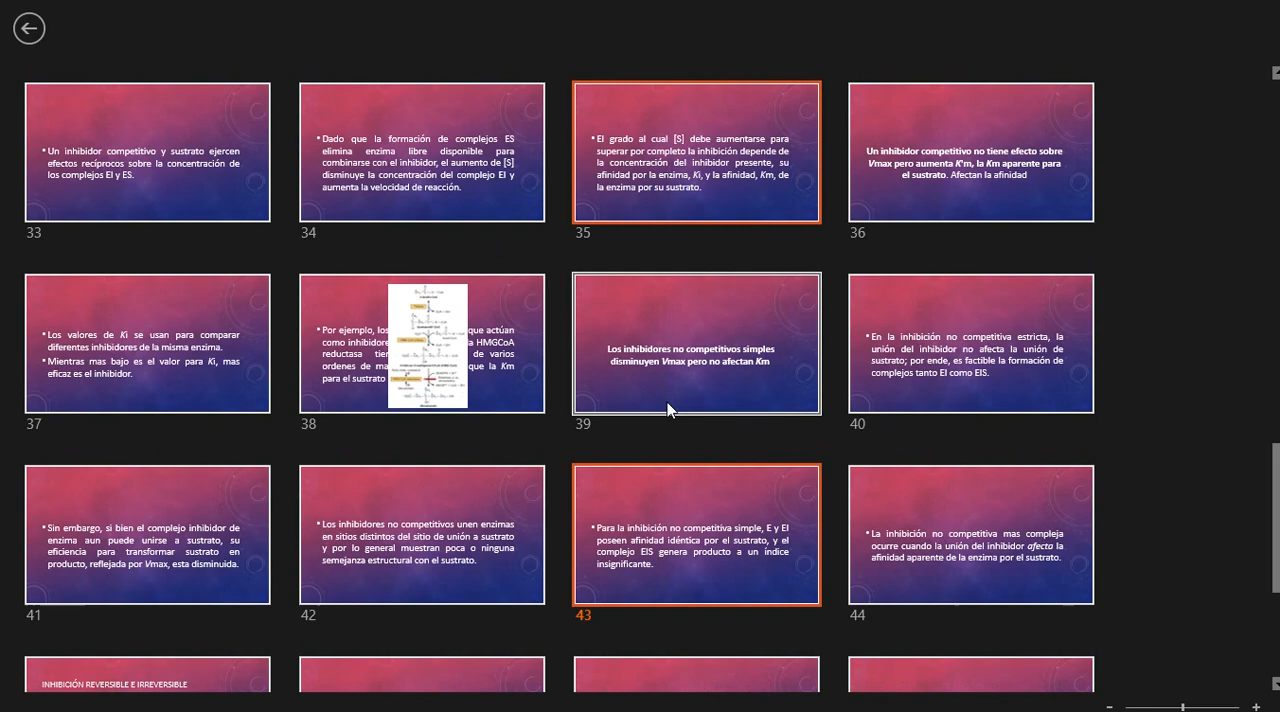 • Un inhibidor competitivo y sustrato ejercen
efectos recíprocos sobre la concentración de
los complejos EI y ES.
33
• Dado que la formación de complejos ES
elimina enzima libre disponible para
combinarse con el inhibidor, el aumento de [S]
disminuye la concentración del complejo EI y
aumenta la velocidad de reacción.
34
• El grado al cual [S] debe aumentarse para
superar por completo la inhibición depende de
la concentración del inhibidor presente, su
afinidad por la enzima, Ki, y la afinidad, Km, de
la enzima por su sustrato.
35
Un inhibidor competitivo no tiene efecto sobre
Vmax pero aumenta K'm, la Km aparente para
el sustrato. Afectan la afinidad
36
• Los valores de Ki se usan para comparar
diferentes inhibidores de la misma enzima.
• Mientras mas bajo es el valor para Ki, mas
eficaz es el inhibidor.
37
• Por ejemplo, los que actúan
como inhibidore a HMGCoA
reductasa tie de varios
ordenes de ma que la Km
para el sustrato
38
Los inhibidores no competitivos simples
disminuyen Vmax pero no afectan Km
39
• En la inhibición no competitiva estricta, la
unión del inhibidor no afecta la unión de
sustrato; por ende, es factible la formación de
complejos tanto EI como EIS.
40
• Sin embargo, si bien el complejo inhibidor de
enzima aun puede unirse a sustrato, su
eficiencia para transformar sustrato en
producto, reflejada por Vmax, esta disminuida.
41
• Los inhibidores no competitivos unen enzimas
en sitios distintos del sitio de unión a sustrato
y por lo general muestran poca o ninguna
semejanza estructural con el sustrato.
42
• Para la inhibición no competitiva simple, E y EI
poseen afinidad idéntica por el sustrato, y el
complejo EIS genera producto a un índice
insignificante.
43
• La inhibición no competitiva mas compleja
ocurre cuando la unión del inhibidor afecta la
afinidad aparente de la enzima por el sustrato.
44
INHIBICIÓN REVERSIBLE E IRREVERSIBLE